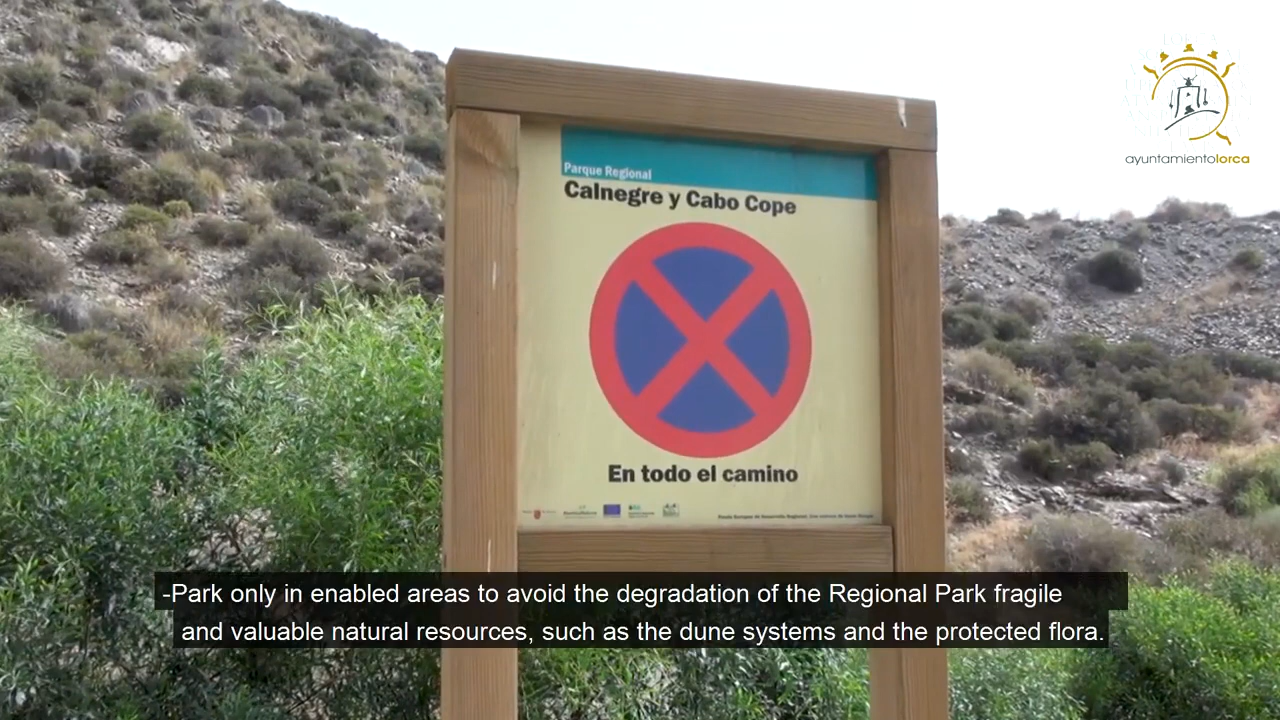 ayuntamientolorca
Parque Regional
Calnegre y Cabo Cope
En todo el camino
-Park only in enabled areas to avoid the degradation of the Regional Park fragile
and valuable natural resources, such as the dune systems and the protected flora.